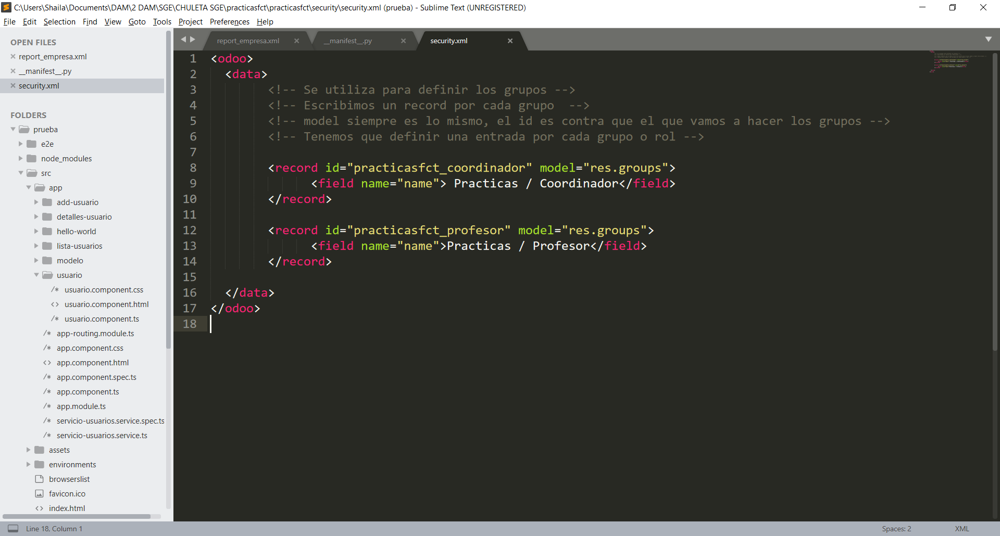 C:\Users\Shaila\Documents\DAM\2 DAM\SGE\CHULETA SGE\practicasfct\practicasfct\security\security.xml (prueba) - Sublime Text (UNREGISTERED)
File Edit Selection Find View Goto Tools Project Preferences Help
OPEN FILES
report_empresa.xml
__manifest__.py
security.xml
FOLDERS
prueba
e2e
node_modules
src
app
add-usuario
detalles-usuario
hello-world
lista-usuarios
modelo
usuario
/* usuario.component.css
<> usuario.component.html
/* usuario.component.ts
/* app-routing.module.ts
/* app.component.css
<> app.component.html
/* app.component.spec.ts
/* app.component.ts
/* app.module.ts
/* servicio-usuarios.service.spec.ts
/* servicio-usuarios.service.ts
assets
environments
browserslist
favicon.ico
<> index.html
report_empresa.xml __manifest__.py security.xml
1 <odoo>
2 <data>
3 <!-- Se utiliza para definir los grupos -->
4 <!-- Escribimos un record por cada grupo  -->
5 <!-- model siempre es lo mismo, el id es contra que el que vamos a hacer los grupos -->
6 <!-- Tenemos que definir una entrada por cada grupo o rol -->
7
8 <record id="practicasfct_coordinador" model="res.groups">
9 <field name="name"> Practicas / Coordinador</field>
10 </record>
11
12 <record id="practicasfct_profesor" model="res.groups">
13 <field name="name">Practicas / Profesor</field>
14 </record>
15
16 </data>
17 </odoo>
18
Line 18, Column 1 Spaces: 2 XML